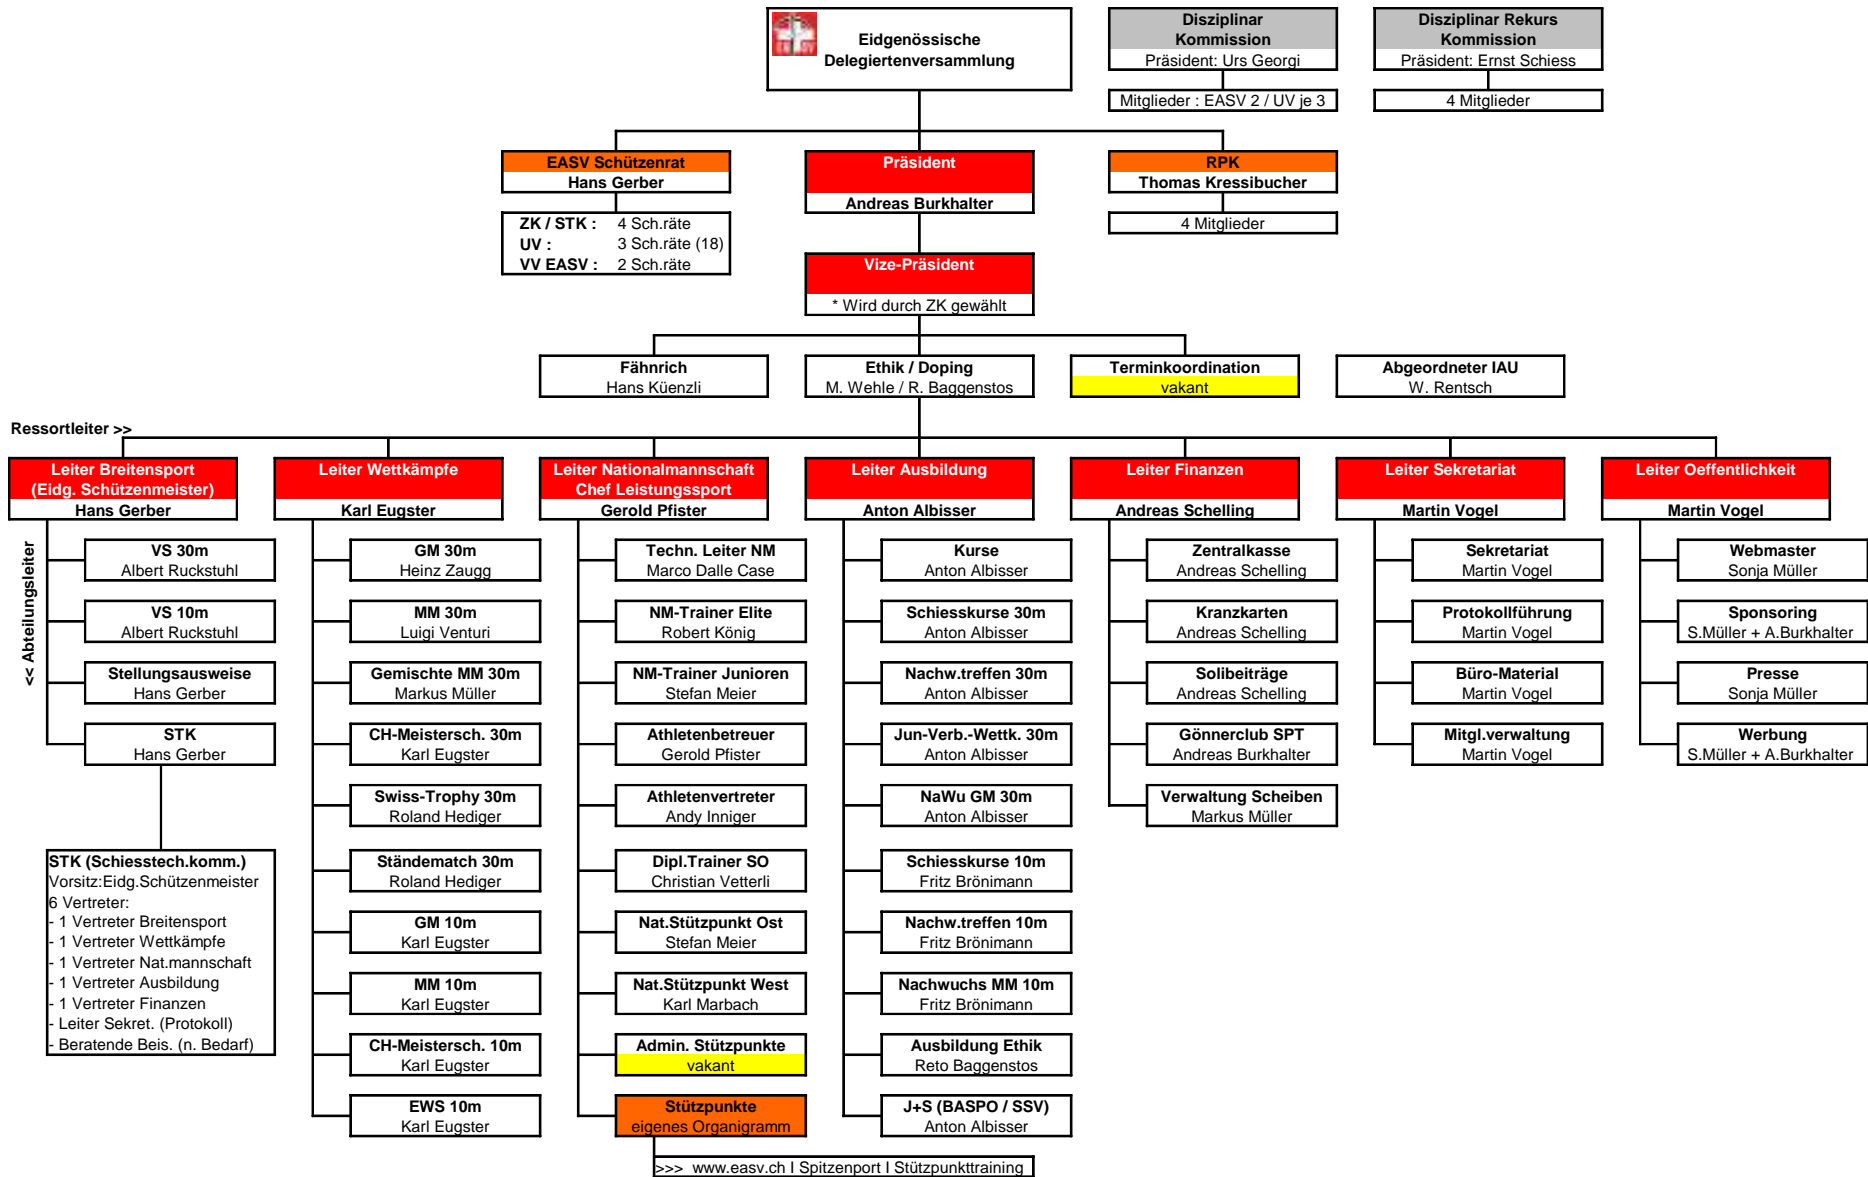 Eidgenössische
Delegiertenversammlung
Disziplinar
Kommission
Präsident: Urs Georgi
Mitglieder : EASV 2 / UV je 3
Disziplinar Rekurs
Kommission
Präsident: Ernst Schiess
4 Mitglieder
EASV Schützenrat
Hans Gerber
ZK / STK : 4 Sch.räte
UV : 3 Sch.räte (18)
VV EASV : 2 Sch.räte
Präsident
Andreas Burkhalter
RPK
Thomas Kressibucher
4 Mitglieder
Vize-Präsident
* Wird durch ZK gewählt
Fähnrich
Hans Küenzli
Ethik / Doping
M. Wehle / R. Baggenstos
Terminkoordination
vakant
Abgeordneter IAU
W. Rentsch
Ressortleiter >>
<< Abteilungsleiter
Leiter Breitensport
(Eidg. Schützenmeister)
Hans Gerber
VS 30m
Albert Ruckstuhl
VS 10m
Albert Ruckstuhl
Stellungsausweise
Hans Gerber
STK
Hans Gerber
STK (Schiesstech.komm.)
Vorsitz:Eidg.Schützenmeister
6 Vertreter:
- 1 Vertreter Breitensport
- 1 Vertreter Wettkämpfe
- 1 Vertreter Nat.mannschaft
- 1 Vertreter Ausbildung
- 1 Vertreter Finanzen
- Leiter Sekret. (Protokoll)
- Beratende Beis. (n. Bedarf)
Leiter Wettkämpfe
Karl Eugster
GM 30m
Heinz Zaugg
MM 30m
Luigi Venturi
Gemischte MM 30m
Markus Müller
CH-Meistersch. 30m
Karl Eugster
Swiss-Trophy 30m
Roland Hediger
Ständematch 30m
Roland Hediger
GM 10m
Karl Eugster
MM 10m
Karl Eugster
CH-Meistersch. 10m
Karl Eugster
EWS 10m
Karl Eugster
Leiter Nationalmannschaft
Chef Leistungssport
Gerold Pfister
Techn. Leiter NM
Marco Dalle Case
NM-Trainer Elite
Robert König
NM-Trainer Junioren
Stefan Meier
Athletenbetreuer
Gerold Pfister
Athletenvertreter
Andy Inniger
Dipl.Trainer SO
Christian Vetterli
Nat.Stützpunkt Ost
Stefan Meier
Nat.Stützpunkt West
Karl Marbach
Admin. Stützpunkte
vakant
Stützpunkte
eigenes Organigramm
>>> www.easv.ch I Spitzenport I Stützpunkttraining
Leiter Ausbildung
Anton Albisser
Kurse
Anton Albisser
Schiesskurse 30m
Anton Albisser
Nachw.treffen 30m
Anton Albisser
Jun-Verb.-Wettk. 30m
Anton Albisser
NaWu GM 30m
Anton Albisser
Schiesskurse 10m
Fritz Brönimann
Nachw.treffen 10m
Fritz Brönimann
Nachwuchs MM 10m
Fritz Brönimann
Ausbildung Ethik
Reto Baggenstos
J+S (BASPO / SSV)
Anton Albisser
Leiter Finanzen
Andreas Schelling
Zentralkasse
Andreas Schelling
Kranzkarten
Andreas Schelling
Solibeiträge
Andreas Schelling
Gönnerclub SPT
Andreas Burkhalter
Verwaltung Scheiben
Markus Müller
Leiter Sekretariat
Martin Vogel
Sekretariat
Martin Vogel
Protokollführung
Martin Vogel
Büro-Material
Martin Vogel
Mitgl.verwaltung
Martin Vogel
Leiter Oeffentlichkeit
Martin Vogel
Webmaster
Sonja Müller
Sponsoring
S.Müller + A.Burkhalter
Presse
Sonja Müller
Werbung
S.Müller + A.Burkhalter